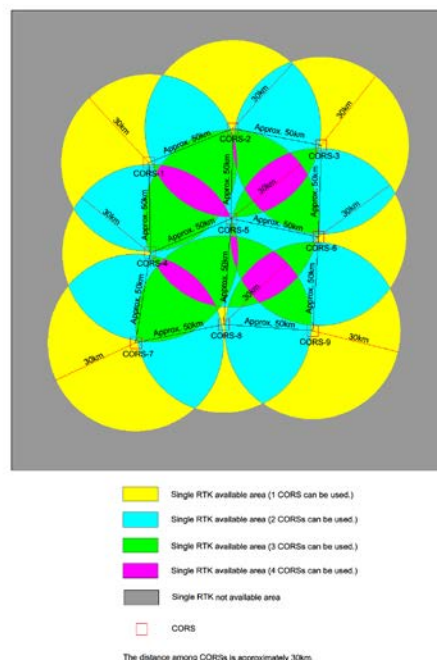 30km
30km
30km
Approx. 50km
CORS-2
Approx. 50km
CORS-3
CORS-1
Approx. 50km
30km
Approx. 50km
30km
Approx. 50km
30km
Approx. 50km
CORS-5
Approx. 50km
CORS-4
CORS-6
Approx. 50km
Approx. 50km
30km
Approx. 50km
Approx. 50km
CORS-7
CORS-8
Approx. 50km
CORS-9
30km
30km
Single RTK available area (1 CORS can be used.)
Single RTK available area (2 CORSs can be used.)
Single RTK available area (3 CORSs can be used.)
Single RTK available area (4 CORSs can be used.)
Single RTK not available area
CORS
The distance among CORSs is approximately 30km.